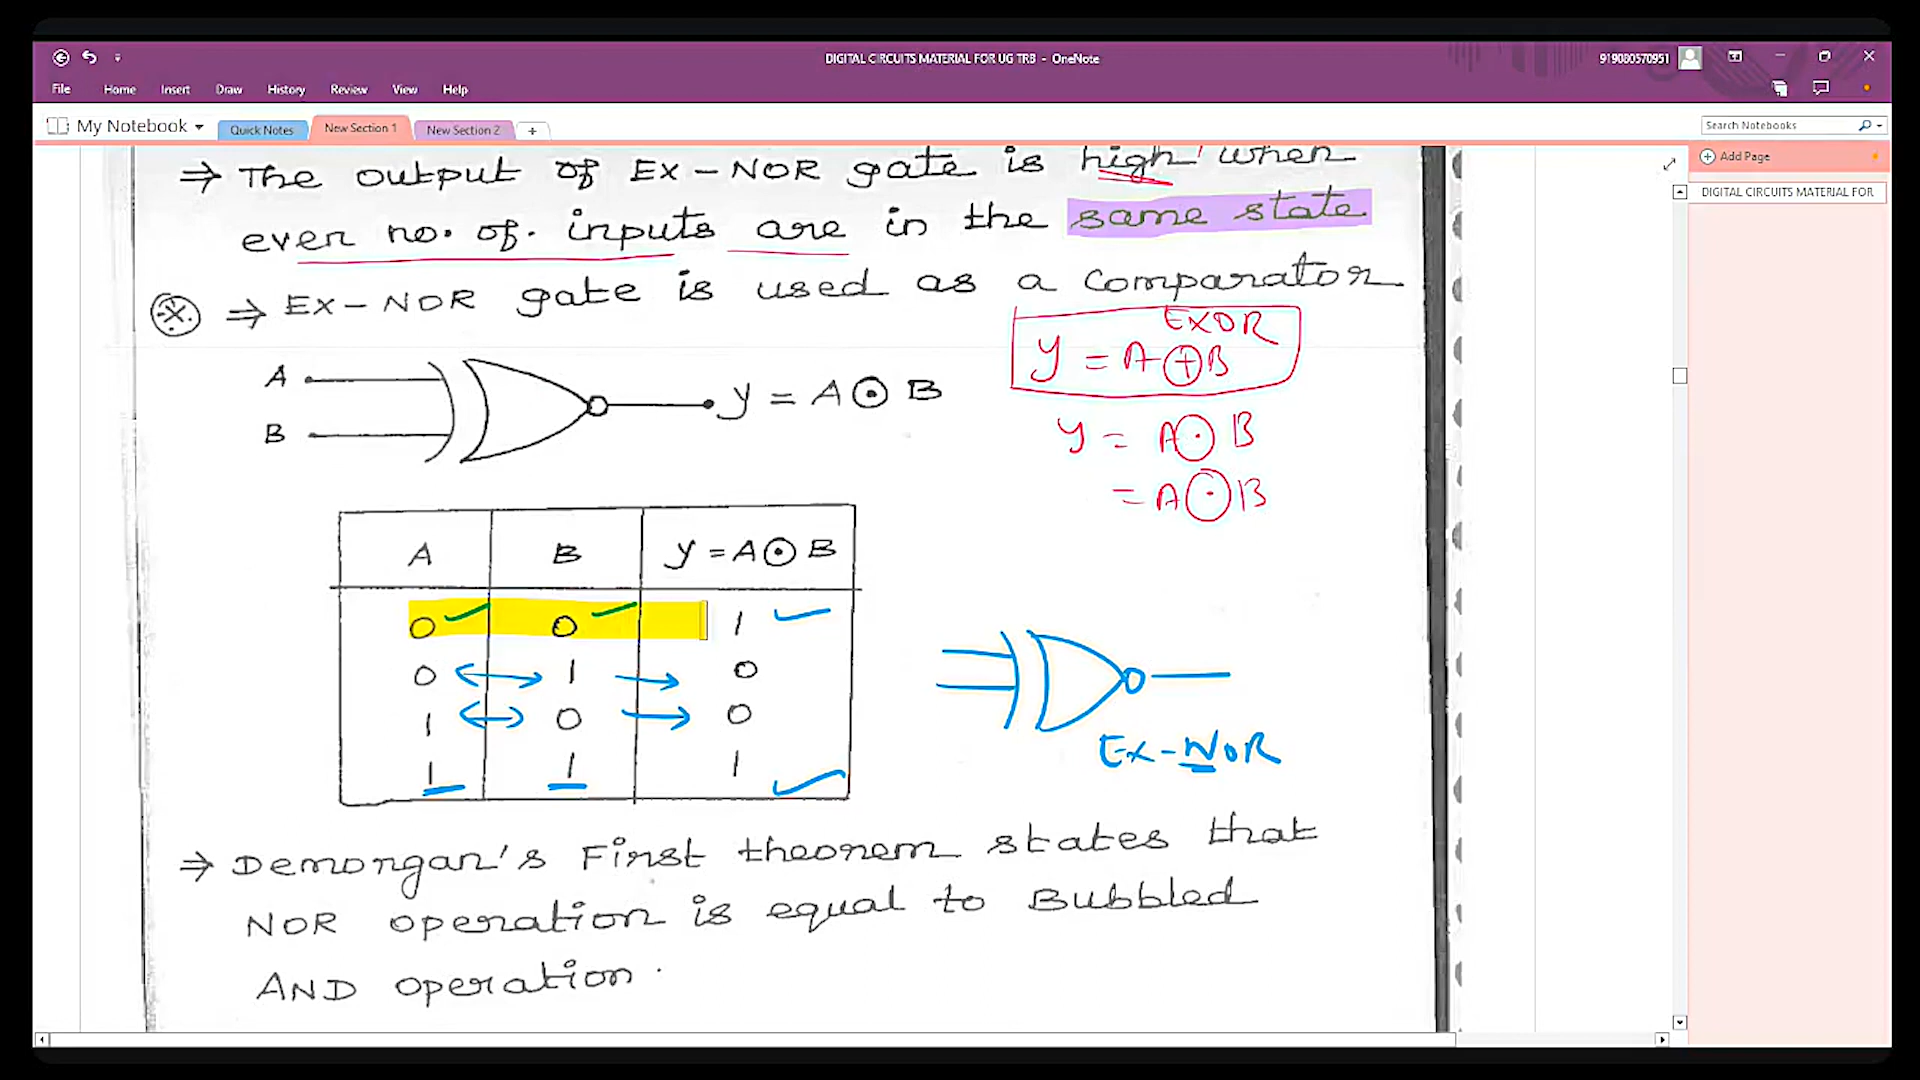 DIGITAL CIRCUITS MATERIAL FOR UG TRB - OneNote
919080570951
File Home Insert Draw History Review View Help
My Notebook
Quick Notes
New Section 1
New Section 2
+
Search Notebooks
Add Page
DIGITAL CIRCUITS MATERIAL FOR
⇒ The output of EX-NOR gate is high when
even no. of. inputs are in the same state
⇒ EX-NOR gate is used as a comparator
EXOR
y = A ⊕ B
A
B
y = A ⊙ B
y = A ⊙ B
= A ⊙ B
A B y = A ⊙ B
0 0 1
0 1 0
1 0 0
1 1 1
Ex-NOR
⇒ Demorgan's First theorem states that
NOR operation is equal to Bubbled
AND operation.